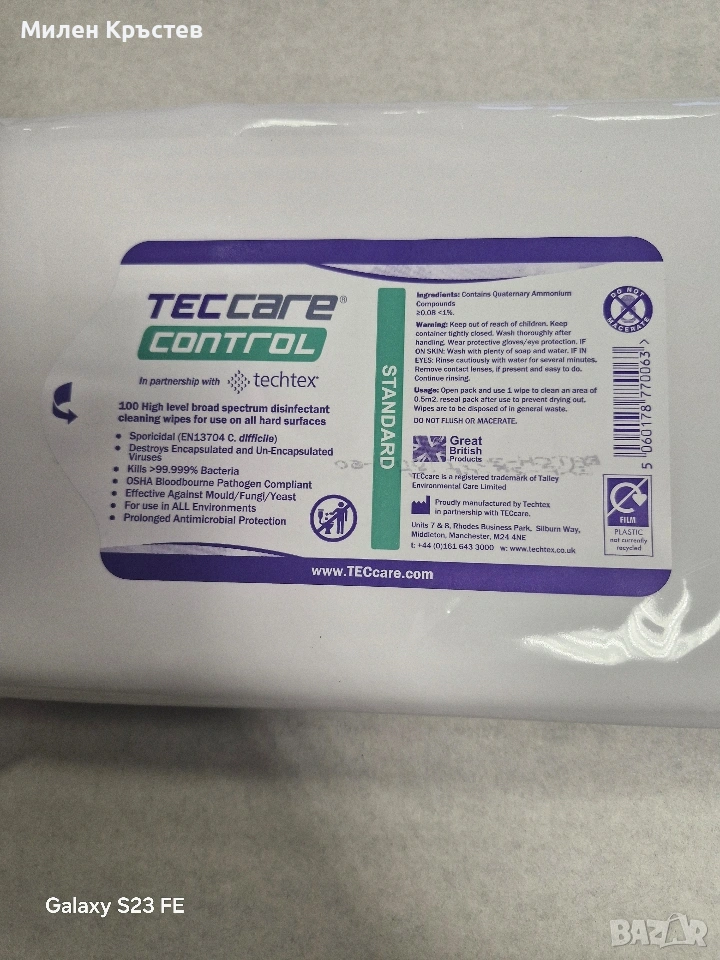 Милен Кръстев
TECcare®
CONTROL
In partnership with techtex®
100 High level broad spectrum disinfectant
cleaning wipes for use on all hard surfaces
• Sporicidal (EN13704 C. difficile)
• Destroys Encapsulated and Un-Encapsulated
Viruses
• Kills >99.999% Bacteria
• OSHA Bloodbourne Pathogen Compliant
• Effective Against Mould/Fungi/Yeast
• For use in ALL Environments
• Prolonged Antimicrobial Protection
STANDARD
Ingredients: Contains Quaternary Ammonium
Compounds
≥0.08 <1%.
Warning: Keep out of reach of children. Keep
container tightly closed. Wash thoroughly after
handling. Wear protective gloves/eye protection. IF
ON SKIN: Wash with plenty of soap and water. IF IN
EYES: Rinse cautiously with water for several minutes.
Remove contact lenses, if present and easy to do.
Continue rinsing.
Usage: Open pack and use 1 wipe to clean an area of
0.5m2, reseal pack after use to prevent drying out.
Wipes are to be disposed of in general waste.
DO NOT FLUSH OR MACERATE.
Great
British
Products
TECcare is a registered trademark of Talley
Environmental Care Limited
Proudly manufactured by Techtex
in partnership with TECcare.
Units 7 & 8, Rhodes Business Park, Silburn Way,
Middleton, Manchester, M24 4NE
t: +44 (0)161 643 3000 w: www.techtex.co.uk
DO NOT
MACERATE
5 060178 770063 >
FILM
PLASTIC
not currently
recycled
www.TECcare.com
Galaxy S23 FE
BAZAR